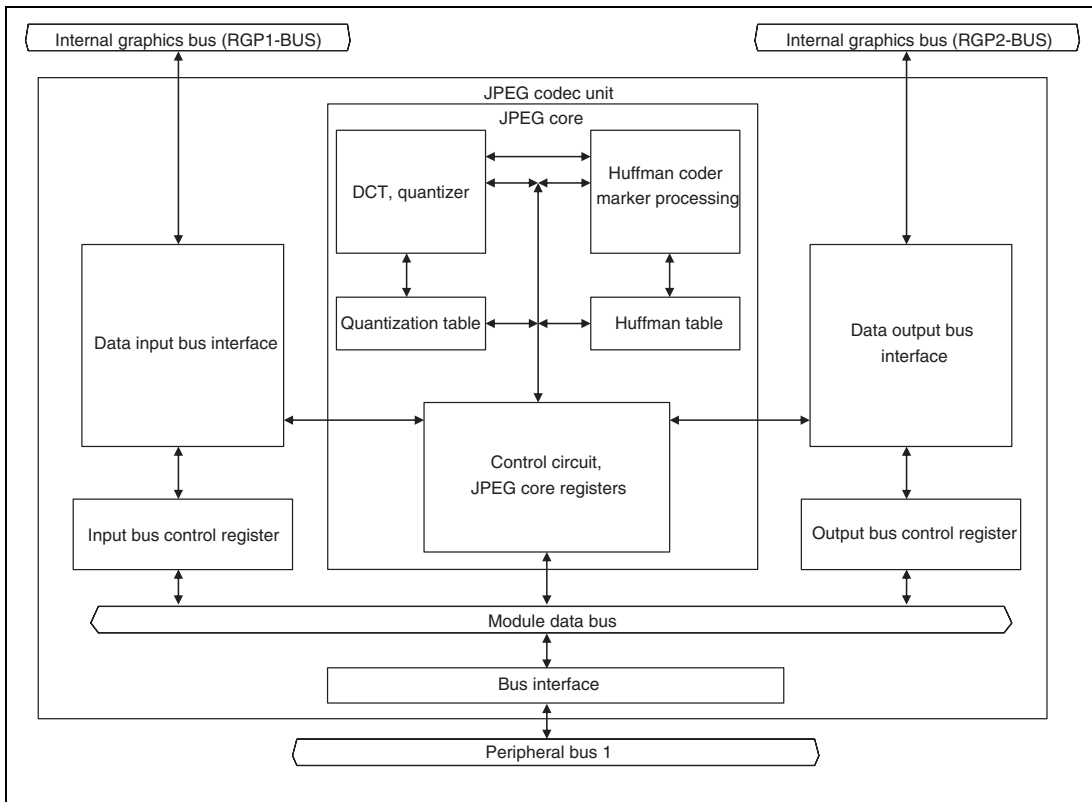 Internal graphics bus (RGP1-BUS)
Internal graphics bus (RGP2-BUS)
JPEG codec unit
JPEG core
DCT, quantizer
Huffman coder
marker processing
Quantization table
Huffman table
Data input bus interface
Data output bus
interface
Control circuit,
JPEG core registers
Input bus control register
Output bus control register
Module data bus
Bus interface
Peripheral bus 1